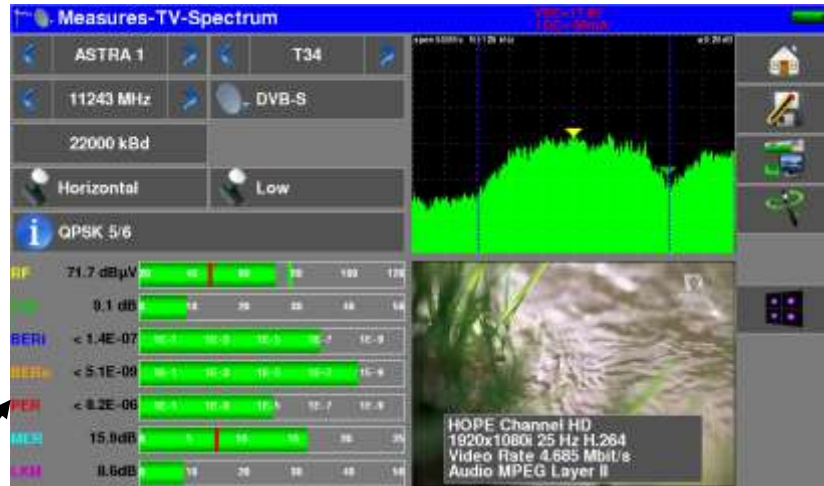 Measures-TV-Spectrum
ASTRA 1
T34
11243 MHz
DVB-S
22000 kBd
Horizontal
Low
QPSK 5/6
RF 71.7 dBµV
9.1 dB
BERi < 1.4E-07
< 5.1E-09
PER < 8.2E-06
MER 15.9dB
LKM 8.6dB
HOPE Channel HD
1920x1080i 25 Hz H.264
Video Rate 4.685 Mbit/s
Audio MPEG Layer II